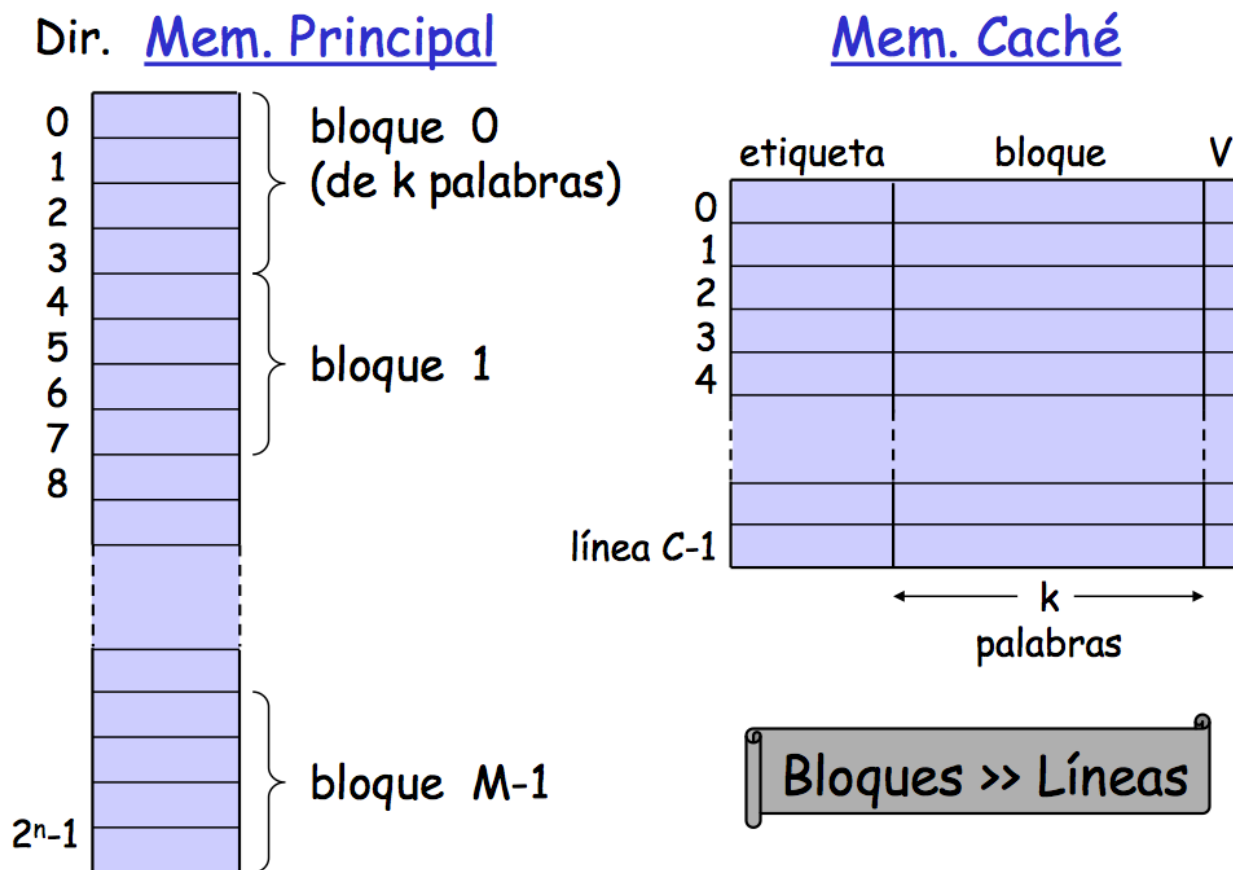 Dir. Mem. Principal
0
1
2
3
4
5
6
7
8
2ⁿ-1
bloque 0
(de k palabras)
bloque 1
bloque M-1
Mem. Caché
etiqueta bloque V
0
1
2
3
4
línea C-1
k
palabras
Bloques >> Líneas